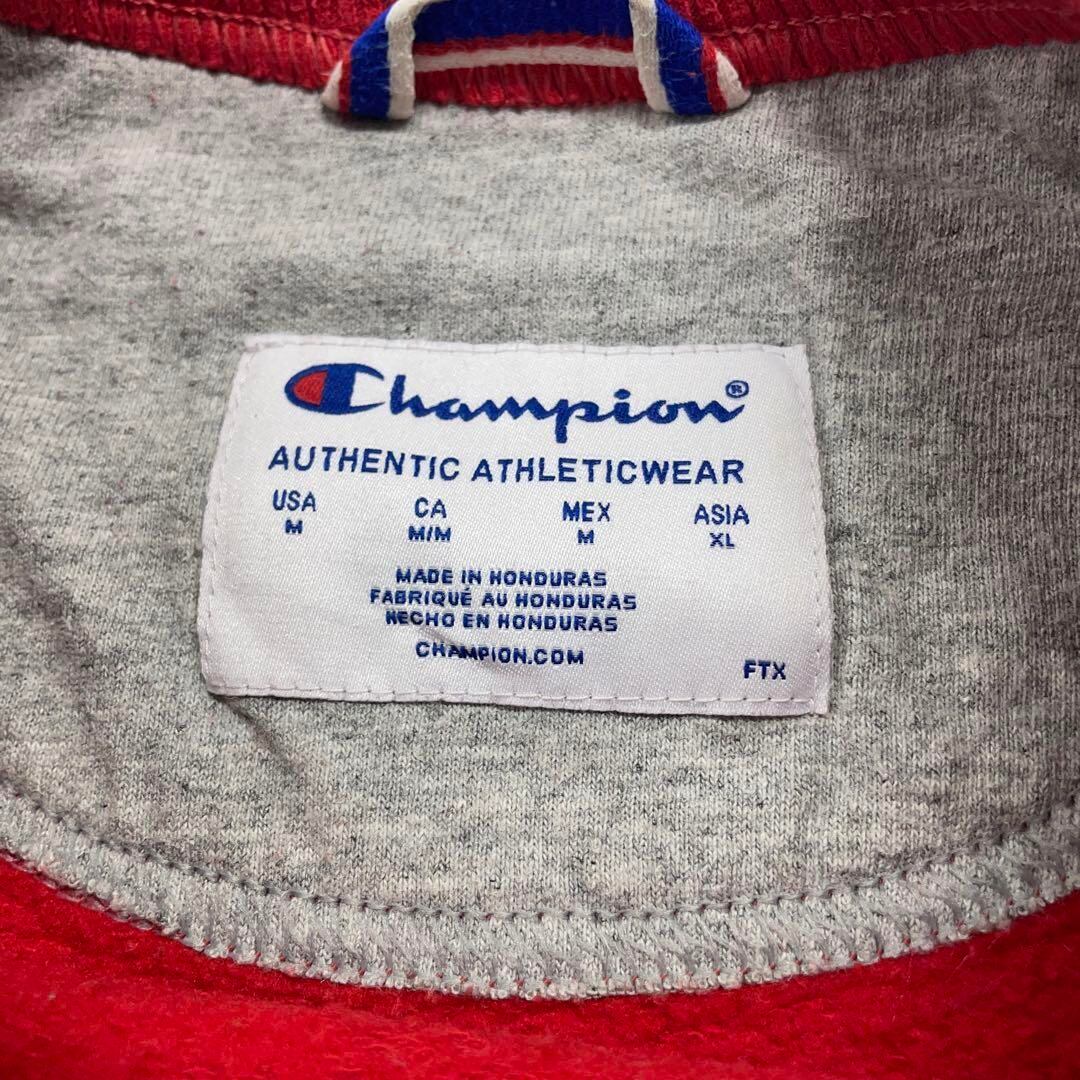 Champion®
AUTHENTIC ATHLETICWEAR
USA CA MEX ASIA
M M/M M XL
MADE IN HONDURAS
FABRIQUÉ AU HONDURAS
HECHO EN HONDURAS
CHAMPION.COM
FTX